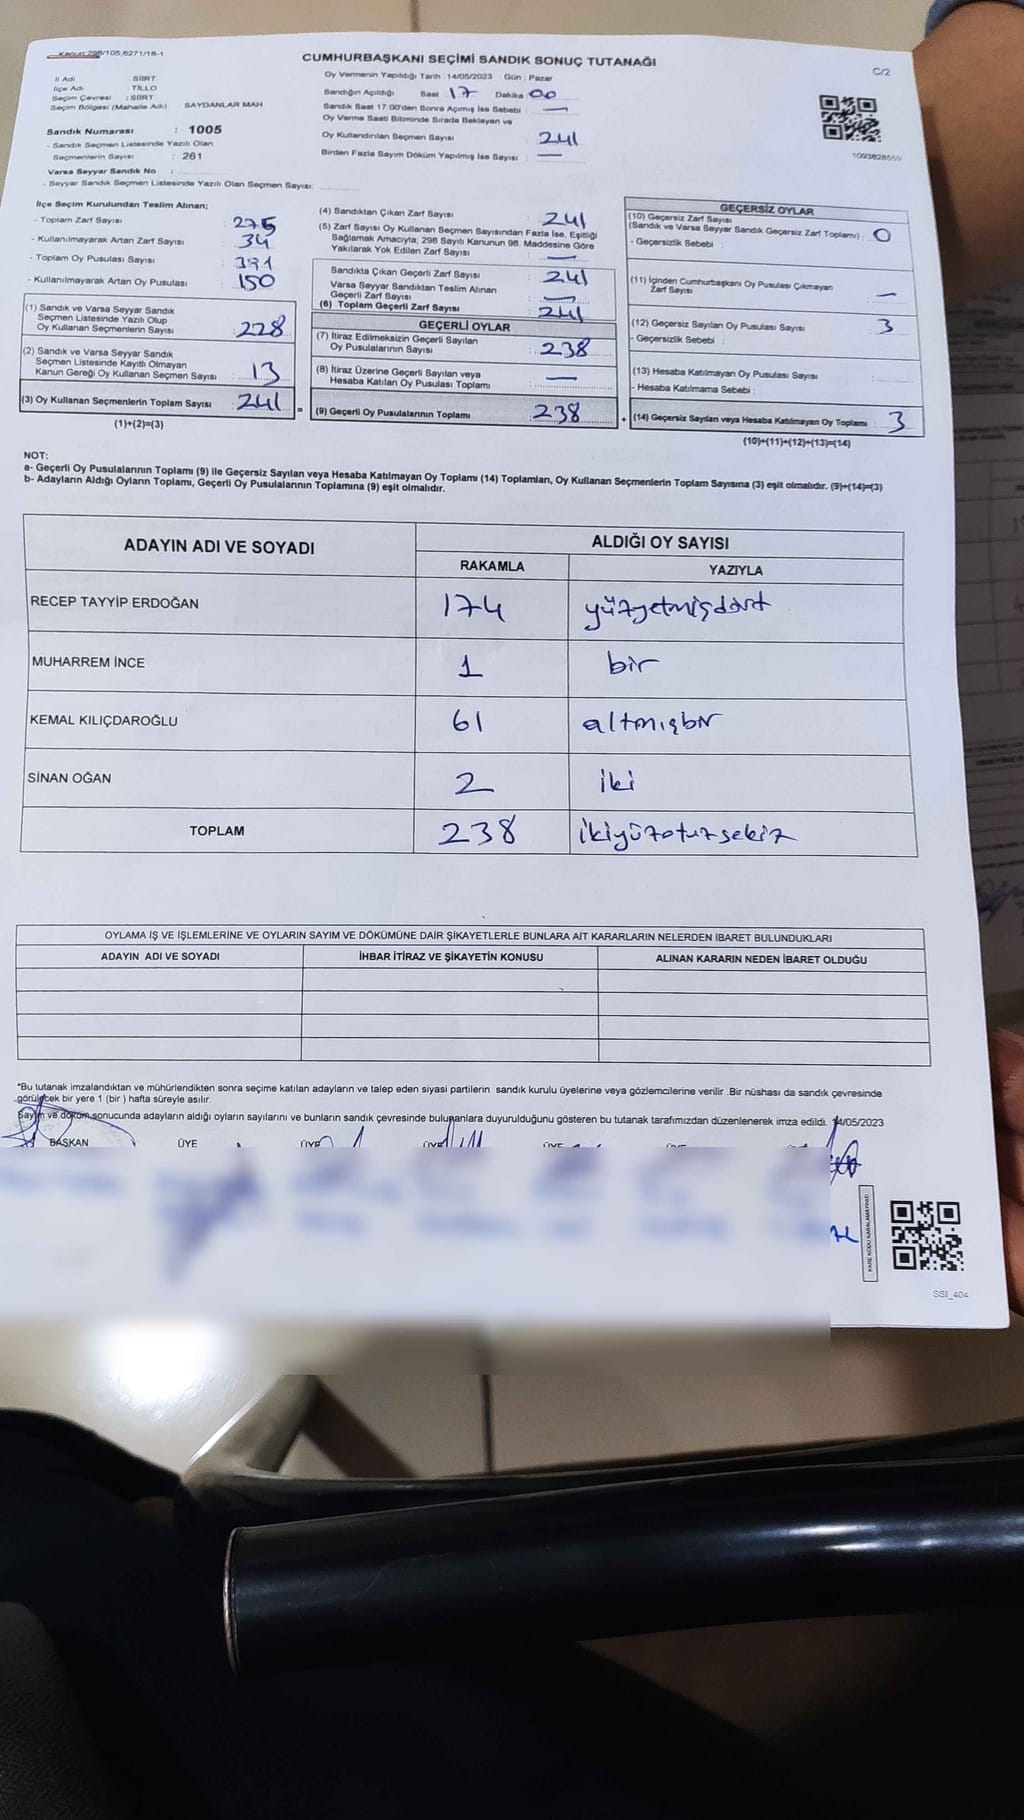 Kanun 298/105,6271/18-1
CUMHURBAŞKANI SEÇİMİ SANDIK SONUÇ TUTANAĞI
C/2
İl Adı : SİİRT
İlçe Adı : TİLLO
Seçim Çevresi : SİİRT
Seçim Bölgesi (Mahalle Adı) SAYDANLAR MAH
Sandık Numarası : 1005
- Sandık Seçmen Listesinde Yazılı Olan
Seçmenlerin Sayısı : 261
Varsa Seyyar Sandık No :
- Seyyar Sandık Seçmen Listesinde Yazılı Olan Seçmen Sayısı:
Oy Vermenin Yapıldığı Tarih : 14/05/2023 Gün : Pazar
Sandığın Açıldığı Saat 17 Dakika : 00
Sandık Saat 17:00'den Sonra Açımış İse Sebebi : —
Oy Verme Saati Bitiminde Sırada Bekleyen ve
Oy Kullandırılan Seçmen Sayısı : 241
Birden Fazla Sayım Döküm Yapılmış İse Sayısı : —
1093828569
İlçe Seçim Kurulundan Teslim Alınan;
- Toplam Zarf Sayısı : 275
- Kullanılmayarak Artan Zarf Sayısı : 34
- Toplam Oy Pusulası Sayısı : 391
- Kullanılmayarak Artan Oy Pusulası : 150
(1) Sandık ve Varsa Seyyar Sandık
Seçmen Listesinde Yazılı Olup
Oy Kullanan Seçmenlerin Sayısı : 228
(2) Sandık ve Varsa Seyyar Sandık
Seçmen Listesinde Kayıtlı Olmayan
Kanun Gereği Oy Kullanan Seçmen Sayısı : 13
(3) Oy Kullanan Seçmenlerin Toplam Sayısı : 241
(1)+(2)=(3)
=
(4) Sandıktan Çıkan Zarf Sayısı : 241
(5) Zarf Sayısı Oy Kullanan Seçmen Sayısından Fazla İse, Eşitliği
Sağlamak Amacıyla; 298 Sayılı Kanunun 98. Maddesine Göre
Yakılarak Yok Edilen Zarf Sayısı : —
Sandıkta Çıkan Geçerli Zarf Sayısı : 241
Varsa Seyyar Sandıktan Teslim Alınan
Geçerli Zarf Sayısı : —
(6) Toplam Geçerli Zarf Sayısı : 241
GEÇERLİ OYLAR
(7) İtiraz Edilmeksizin Geçerli Sayılan
Oy Pusulalarının Sayısı : 238
(8) İtiraz Üzerine Geçerli Sayılan veya
Hesaba Katılan Oy Pusulası Toplamı : —
(9) Geçerli Oy Pusulalarının Toplamı : 238
+
GEÇERSİZ OYLAR
(10) Geçersiz Zarf Sayısı
(Sandık ve Varsa Seyyar Sandık Geçersiz Zarf Toplamı) : 0
- Geçersizlik Sebebi :
(11) İçinden Cumhurbaşkanı Oy Pusulası Çıkmayan
Zarf Sayısı : —
(12) Geçersiz Sayılan Oy Pusulası Sayısı : 3
- Geçersizlik Sebebi :
(13) Hesaba Katılmayan Oy Pusulası Sayısı :
- Hesaba Katılmama Sebebi :
(14) Geçersiz Sayılan veya Hesaba Katılmayan Oy Toplamı : 3
(10)+(11)+(12)+(13)=(14)
NOT:
a- Geçerli Oy Pusulalarının Toplamı (9) ile Geçersiz Sayılan veya Hesaba Katılmayan Oy Toplamı (14) Toplamları, Oy Kullanan Seçmenlerin Toplam Sayısına (3) eşit olmalıdır. (9)+(14)=(3)
b- Adayların Aldığı Oyların Toplamı, Geçerli Oy Pusulalarının Toplamına (9) eşit olmalıdır.
ADAYIN ADI VE SOYADI
ALDIĞI OY SAYISI
RAKAMLA YAZIYLA
RECEP TAYYİP ERDOĞAN 174 yüzyetmişdört
MUHARREM İNCE 1 bir
KEMAL KILIÇDAROĞLU 61 altmışbir
SİNAN OĞAN 2 iki
TOPLAM 238 ikiyüzotuzsekiz
OYLAMA İŞ VE İŞLEMLERİNE VE OYLARIN SAYIM VE DÖKÜMÜNE DAİR ŞİKAYETLERLE BUNLARA AİT KARARLARIN NELERDEN İBARET BULUNDUKLARI
ADAYIN ADI VE SOYADI İHBAR İTİRAZ VE ŞİKAYETİN KONUSU ALINAN KARARIN NEDEN İBARET OLDUĞU
*Bu tutanak imzalandıktan ve mühürlendikten sonra seçime katılan adayların ve talep eden siyasi partilerin sandık kurulu üyelerine veya gözlemcilerine verilir. Bir nüshası da sandık çevresinde
görülecek bir yere 1 (bir ) hafta süreyle asılır.
Sayım ve döküm sonucunda adayların aldığı oyların sayılarını ve bunların sandık çevresinde bulunanlara duyurulduğunu gösteren bu tutanak tarafımızdan düzenlenerek imza edildi. 14/05/2023
BAŞKAN ÜYE ÜYE ÜYE ÜYE
SSİ_404